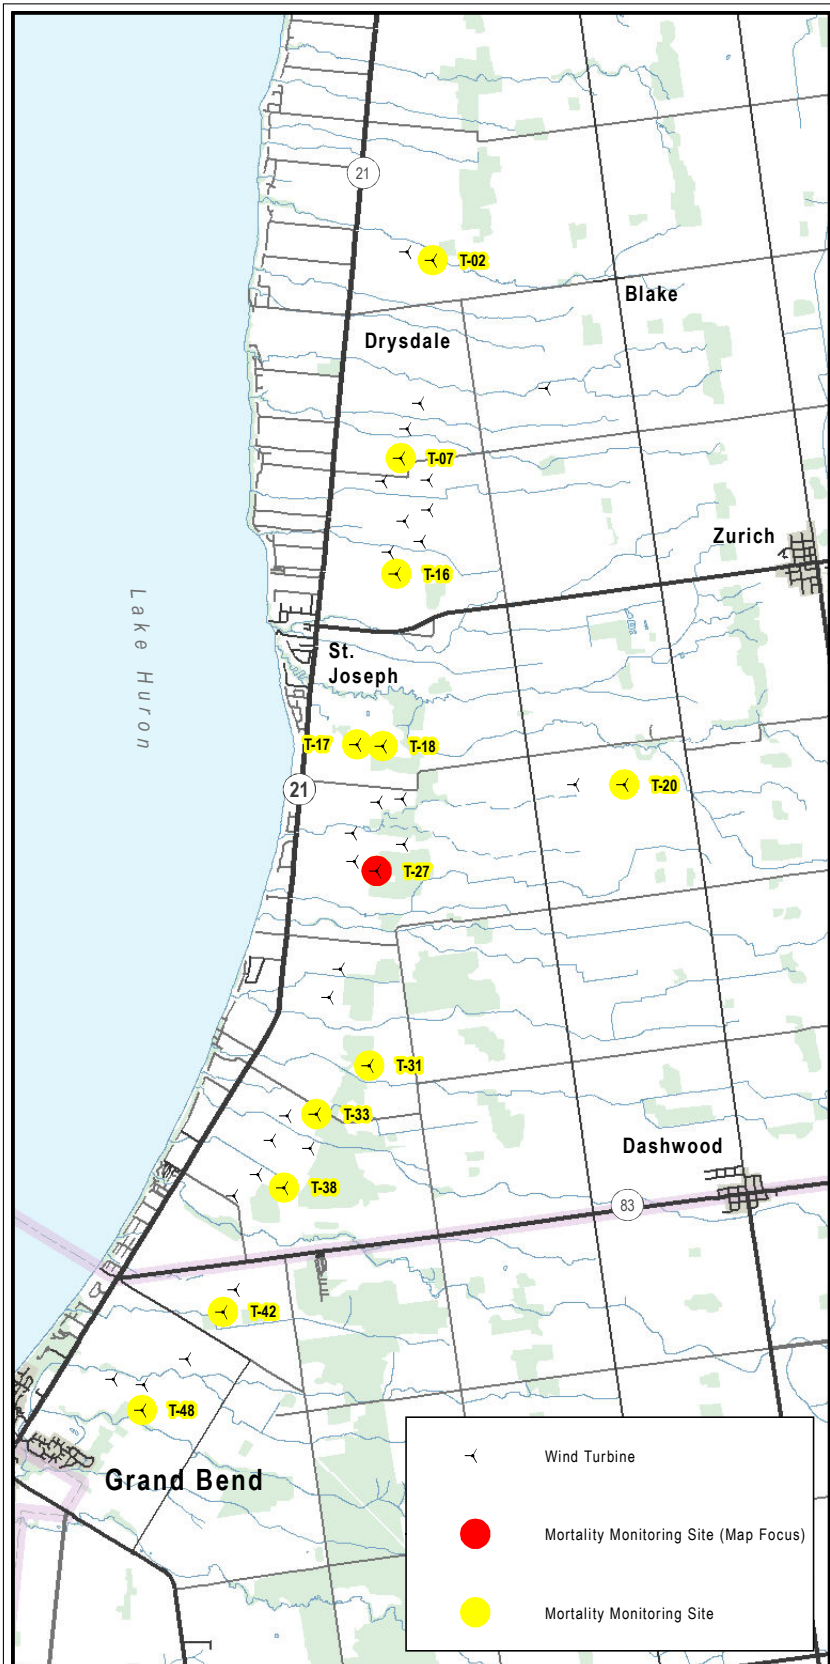 21
T-02
Blake
Drysdale
T-07
Zurich
T-16
Lake Huron
St.
Joseph
T-17
T-18
T-20
21
T-27
T-31
T-33
Dashwood
T-38
83
T-42
T-48
Grand Bend
Wind Turbine
Mortality Monitoring Site (Map Focus)
Mortality Monitoring Site